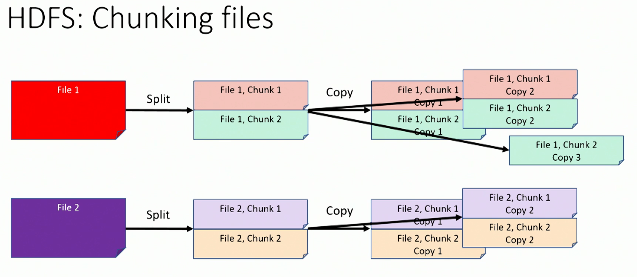 HDFS: Chunking files
File 1
Split
File 1, Chunk 1
File 1, Chunk 2
Copy
File 1, Chunk 1
Copy 1
File 1, Chunk 2
Copy 1
File 1, Chunk 1
Copy 2
File 1, Chunk 2
Copy 2
File 1, Chunk 2
Copy 3
File 2
Split
File 2, Chunk 1
File 2, Chunk 2
Copy
File 2, Chunk 1
Copy 1
File 2, Chunk 2
Copy 1
File 2, Chunk 1
Copy 2
File 2, Chunk 2
Copy 2